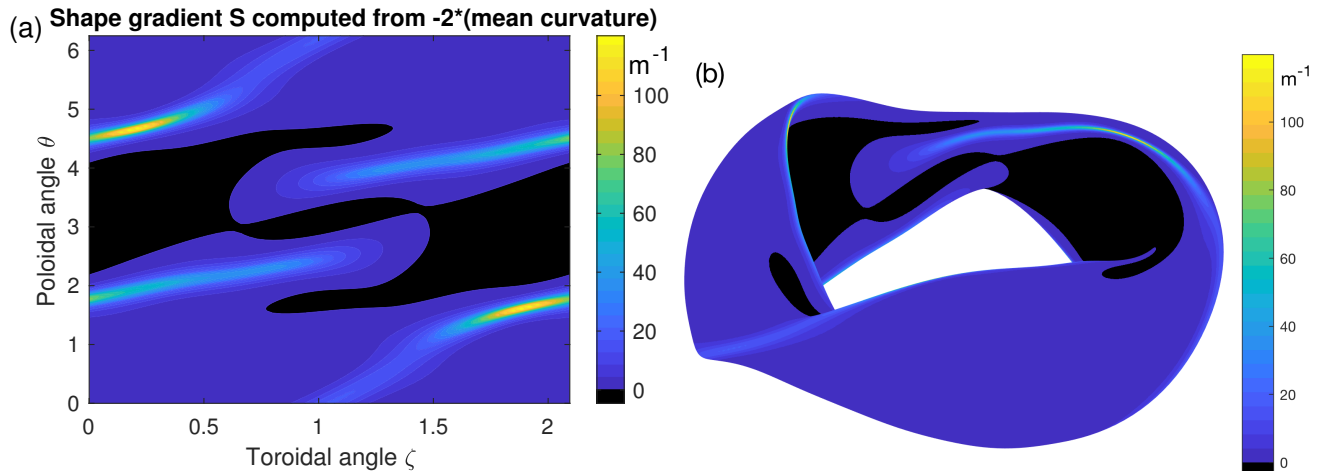 (a) Shape gradient S computed from -2*(mean curvature)
Poloidal angle θ
6
5
4
3
2
1
0
0 0.5 1 1.5 2
Toroidal angle ζ
m⁻¹
100
80
60
40
20
0
(b)
m⁻¹
100
80
60
40
20
0